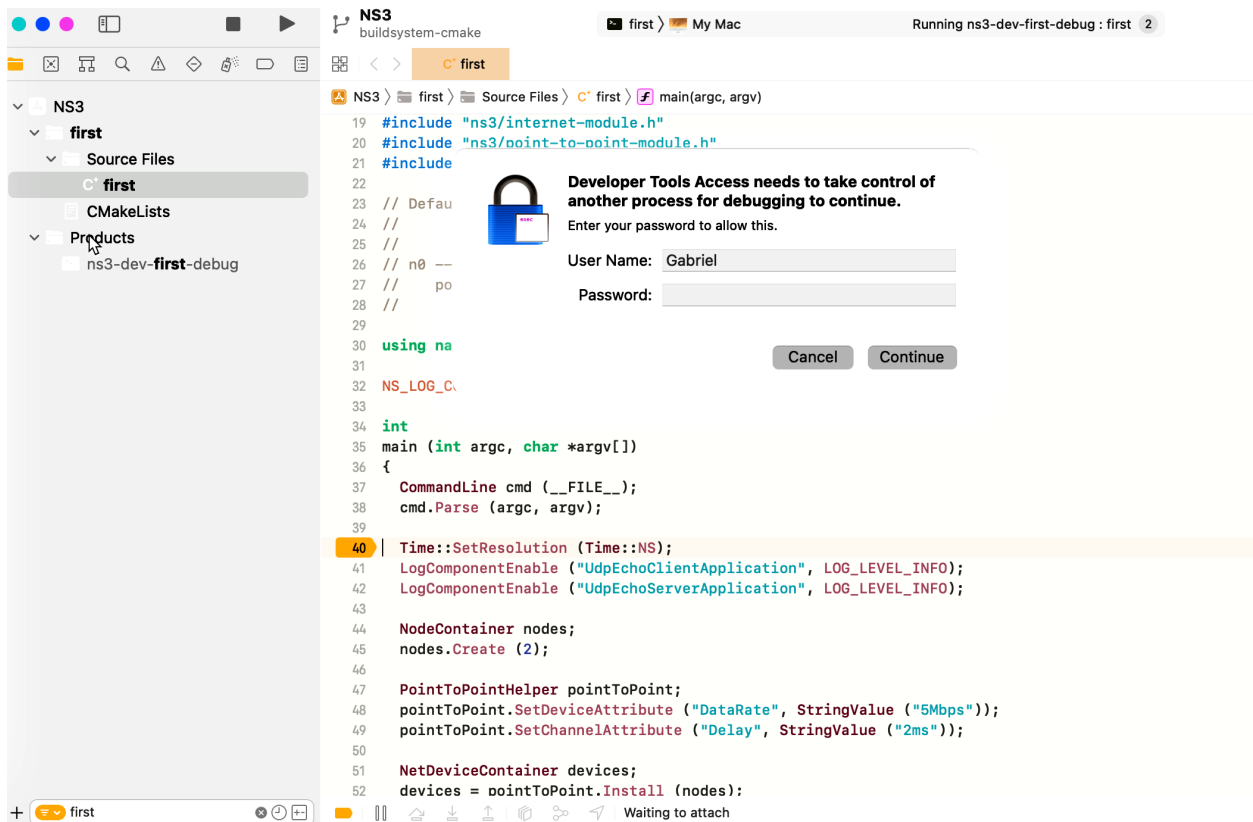 NS3
buildsystem-cmake
first
My Mac
Running ns3-dev-first-debug : first 2
first
NS3
first
Source Files
first
CMakeLists
Products
ns3-dev-first-debug
first
NS3 first Source Files first main(argc, argv)
19 #include "ns3/internet-module.h"
20 #include "ns3/point-to-point-module.h"
21 #include
22
23 // Defau
24 //
25 //
26 // n0 --
27 // po
28 //
29
30 using na
31
32 NS_LOG_C
33
34 int
35 main (int argc, char *argv[])
36 {
37 CommandLine cmd (__FILE__);
38 cmd.Parse (argc, argv);
39
40 Time::SetResolution (Time::NS);
41 LogComponentEnable ("UdpEchoClientApplication", LOG_LEVEL_INFO);
42 LogComponentEnable ("UdpEchoServerApplication", LOG_LEVEL_INFO);
43
44 NodeContainer nodes;
45 nodes.Create (2);
46
47 PointToPointHelper pointToPoint;
48 pointToPoint.SetDeviceAttribute ("DataRate", StringValue ("5Mbps"));
49 pointToPoint.SetChannelAttribute ("Delay", StringValue ("2ms"));
50
51 NetDeviceContainer devices;
52 devices = pointToPoint.Install (nodes);
Developer Tools Access needs to take control of
another process for debugging to continue.
Enter your password to allow this.
User Name: Gabriel
Password:
Cancel Continue
Waiting to attach